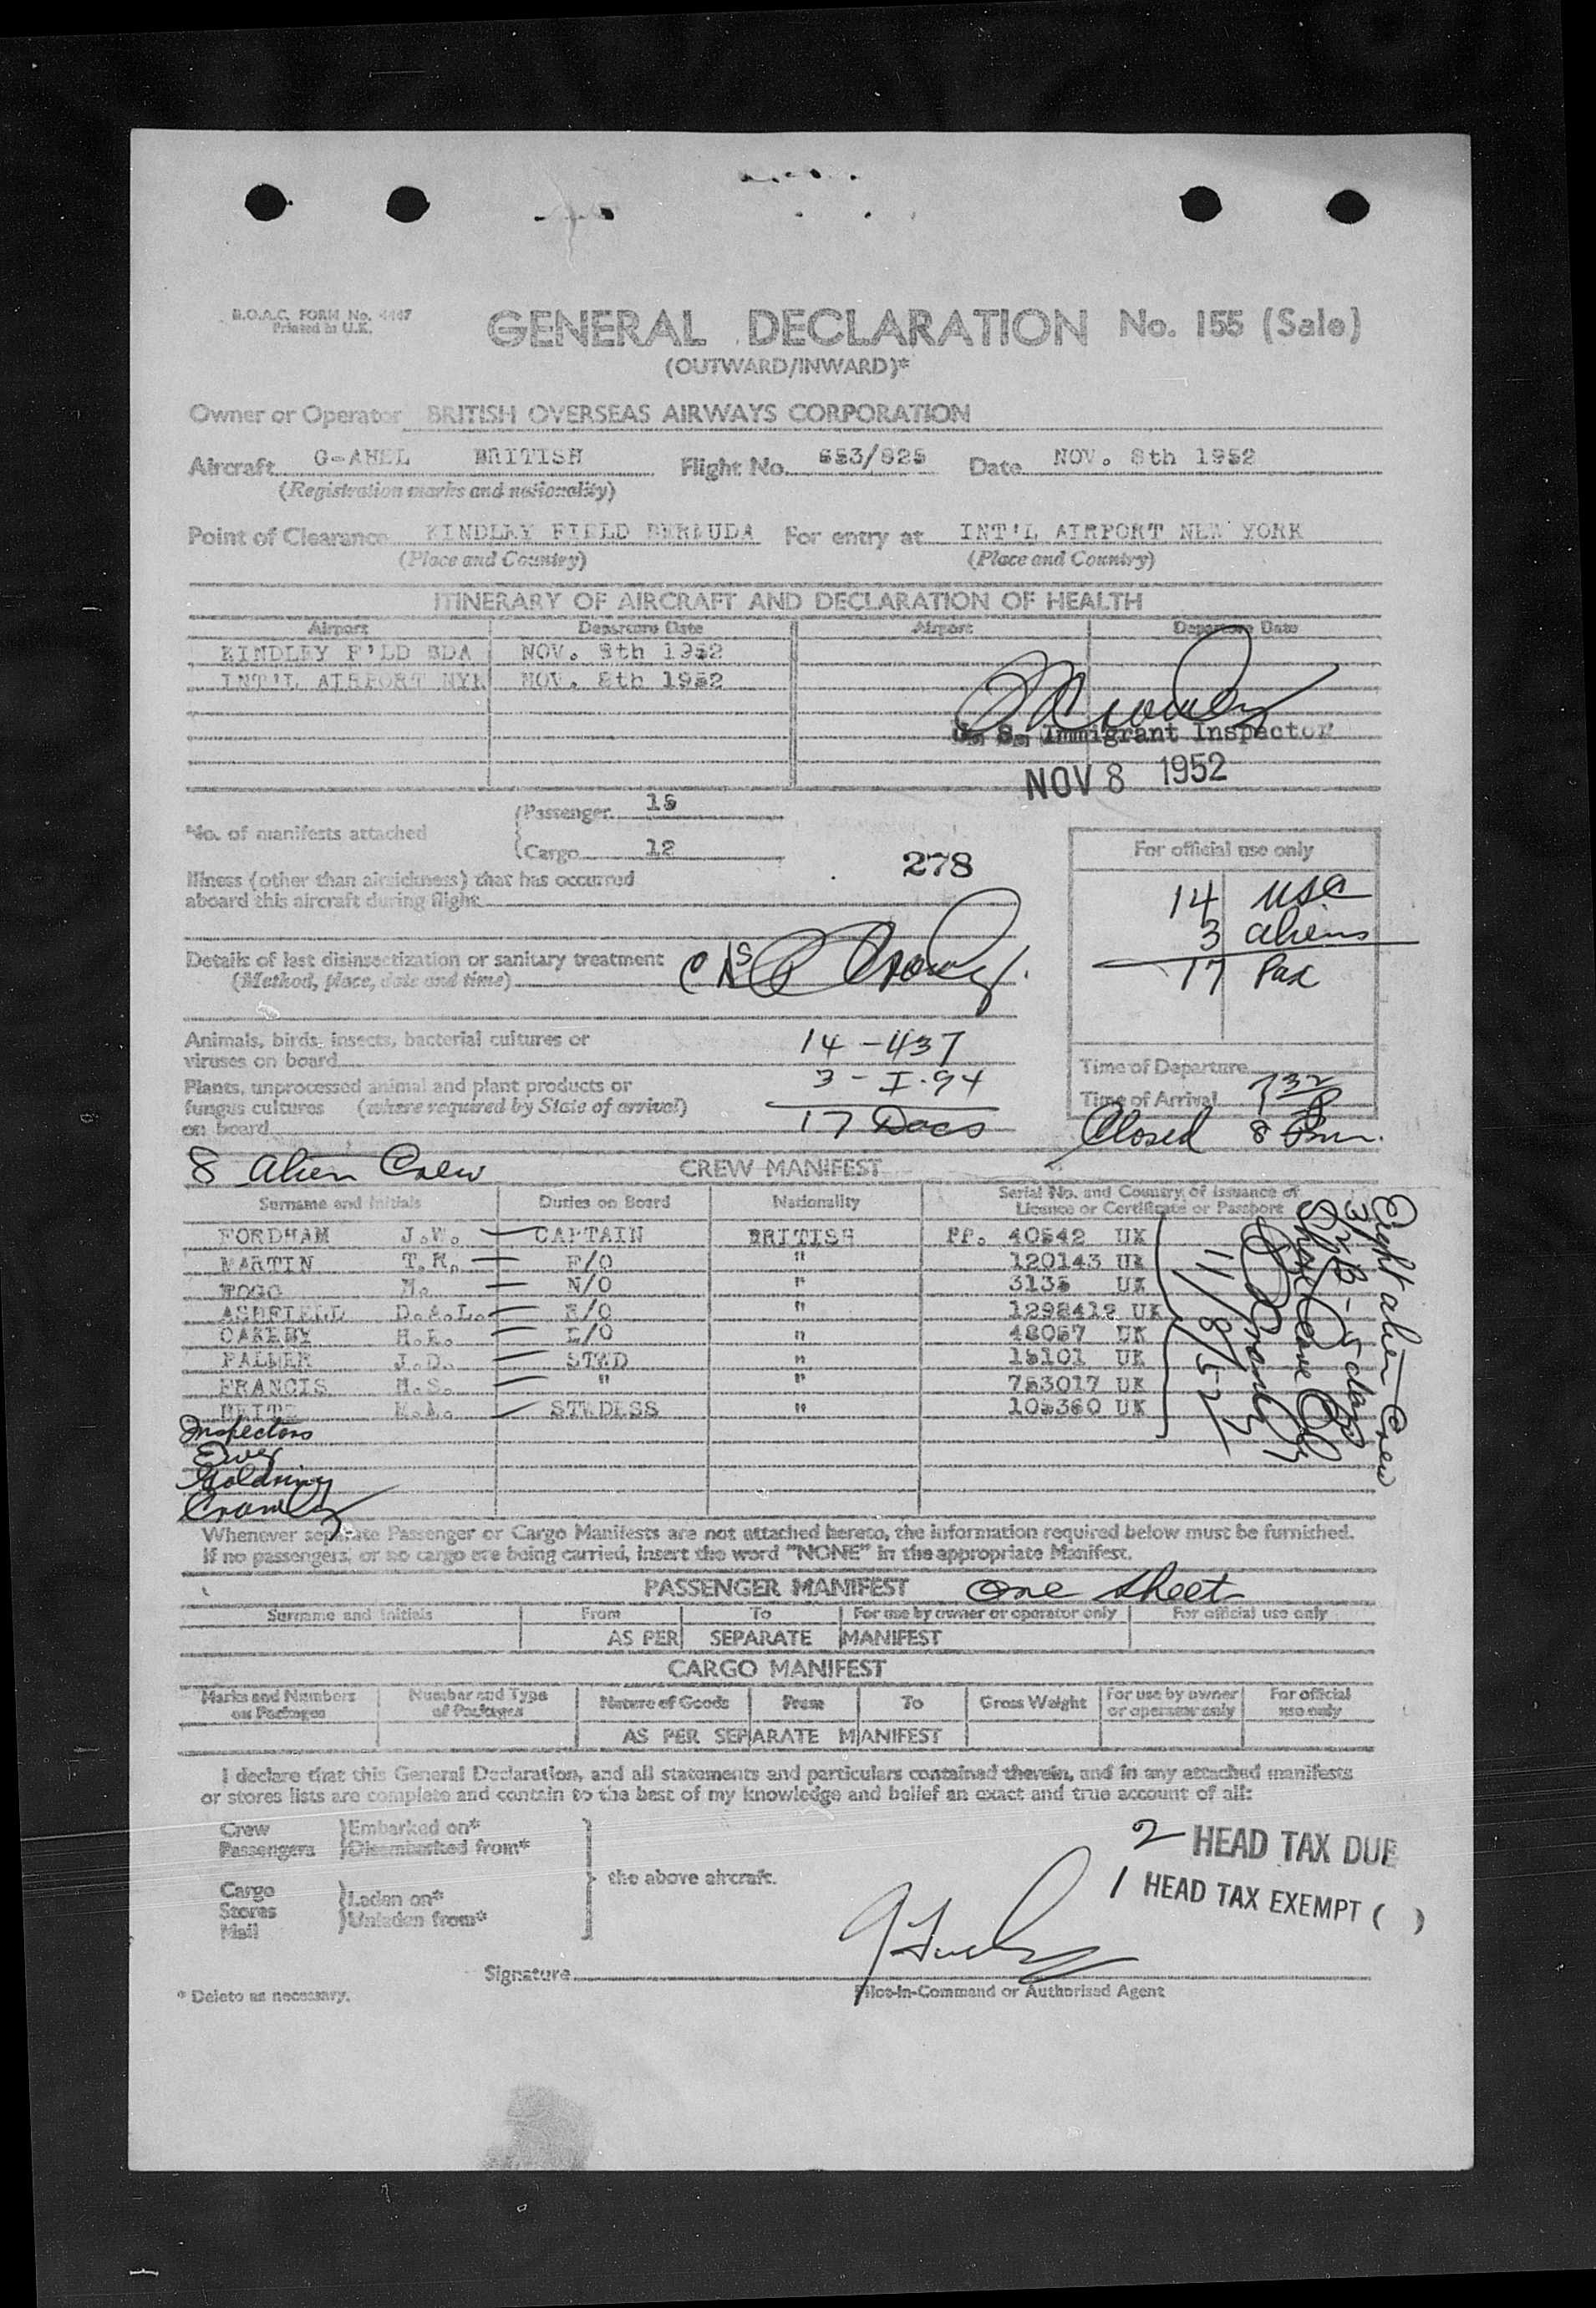 B.O.A.C. FORM No. 4447
Printed in U.K.
GENERAL DECLARATION No. 155 (Sale)
(OUTWARD/INWARD)*
Owner or Operator BRITISH OVERSEAS AIRWAYS CORPORATION
Aircraft BRITISH Flight No. Date NOV. 8th 1952
(Registration marks and nationality)
Point of Clearance KINDLEY FIELD BERMUDA For entry at INT'L AIRPORT NEW YORK
(Place and Country) (Place and Country)
ITINERARY OF AIRCRAFT AND DECLARATION OF HEALTH
Airport Departure Date Airport Departure Date
KINDLEY F'LD BDA NOV. 8th 1952
INT'L AIRPORT NYK NOV. 8th 1952
Crowley
U. S. Immigrant Inspector
NOV 8 1952
No. of manifests attached
Passenger 15
Cargo 12
278
For official use only
14 USC
3 aliens
17 Pax
Illness (other than airsickness) that has occurred
aboard this aircraft during flight
Details of last disinsectization or sanitary treatment
(Method, place, date and time)
Animals, birds, insects, bacterial cultures or 14 - 437
viruses on board
Plants, unprocessed animal and plant products or 3 - I-94
fungus cultures (where required by State of arrival)
on board 17 Docs
Time of Departure
Time of Arrival 732
Closed 8 pm.
8 alien Crew CREW MANIFEST
Surname and Initials Duties on Board Nationality Serial No. and Country of Issuance of
Licence or Certificate or Passport
FORDHAM J.W. CAPTAIN BRITISH PP. 40542 UK
MARTIN T.R. F/O " 120143 UK
N/O " 3135 UK
ASHFIELD D.A.L. " 1298412 UK
H.R. E/O " 48057 UK
PALMER J.D. STWD " 15101 UK
FRANCIS H.S. " " 753017 UK
M.A. STWDESS " 105360 UK
Eight alien Crew
11/8/52
Inspectors
Golding
Crowley
Whenever separate Passenger or Cargo Manifests are not attached hereto, the information required below must be furnished.
If no passengers, or no cargo are being carried, insert the word "NONE" in the appropriate Manifest.
PASSENGER MANIFEST one sheet
Surname and Initials From To For use by owner or operator only For official use only
AS PER SEPARATE MANIFEST
CARGO MANIFEST
Marks and Numbers on Packages Number and Type of Packages Nature of Goods From To Gross Weight For use by owner or operator only For official use only
AS PER SEPARATE MANIFEST
I declare that this General Declaration, and all statements and particulars contained therein, and in any attached manifests
or stores lists are complete and contain to the best of my knowledge and belief an exact and true account of all:
Crew Embarked on*
Passengers Disembarked from*
the above aircraft.
Cargo Laden on*
Stores
Mail Unladen from*
2 HEAD TAX DUE
1 HEAD TAX EXEMPT ( )
Signature
Pilot-in-Command or Authorised Agent
* Delete as necessary.